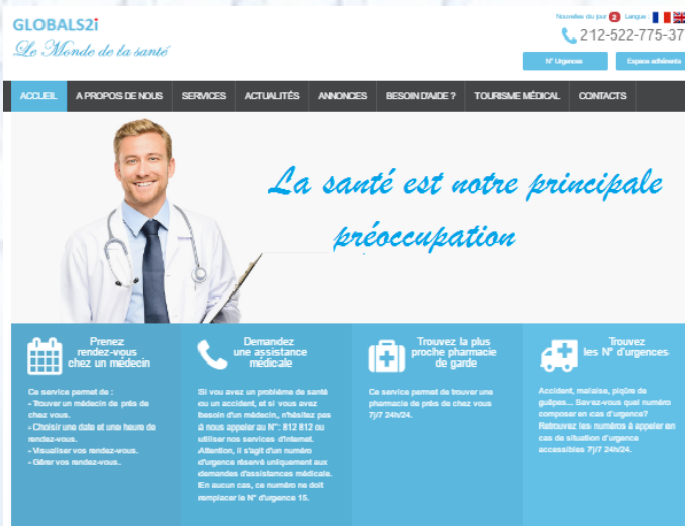 GLOBALS2i
Le Monde de la santé
Nouvelles du jour 2 Langue :
212-522-775-37
N° Urgences
Espace adhérents
ACCUEIL A PROPOS DE NOUS SERVICES ACTUALITÉS ANNONCES BESOIN D'AIDE ? TOURISME MÉDICAL CONTACTS
La santé est notre principale
préoccupation
Prenez
rendez-vous
chez un médecin
Ce service permet de :
- Trouver un médecin de prés de
chez vous.
- Choisir une date et une heure de
rendez-vous.
- Visualiser vos rendez-vous.
- Gérer vos rendez-vous.
Demandez
une assistance
médicale
Si vou avez un problème de santé
ou un accident, et si vous avez
besoin d'un médecin, n'hésitez pas
à nous appeler au N°: 812 812 ou
utiliser nos services d'internet.
Attention, il s'agit d'un numéro
d'urgence réservé uniquement aux
demandes d'assistances médicale.
En aucun cas, ce numéro ne doit
remplacer le N° d'urgence 15.
Trouvez la plus
proche pharmacie
de garde
Ce service permet de trouver une
pharmacie de prés de chez vous
7j/7 24h/24.
Trouvez
les N° d'urgences
Accident, malaise, piqûre de
guêpes... Savez-vous quel numéro
composer en cas d'urgence?
Retrouvez les numéros à appeler en
cas de situation d'urgence
accessibles 7j/7 24h/24.